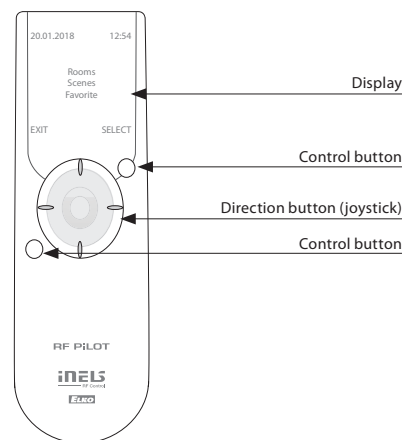 20.01.2018 12:54
Rooms
Scenes
Favorite
EXIT SELECT
Display
Control button
Direction button (joystick)
Control button
RF PiLOT
iNELS
RF Control
ELKO